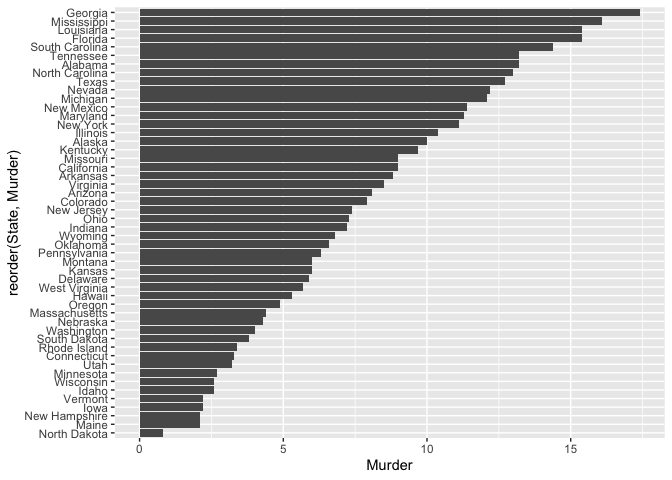 Georgia
Mississippi
Louisiana
Florida
South Carolina
Tennessee
Alabama
North Carolina
Texas
Nevada
Michigan
New Mexico
Maryland
New York
Illinois
Alaska
Kentucky
Missouri
California
Arkansas
Virginia
Arizona
Colorado
New Jersey
Ohio
Indiana
Wyoming
Oklahoma
Pennsylvania
Montana
Kansas
Delaware
West Virginia
Hawaii
Oregon
Massachusetts
Nebraska
Washington
South Dakota
Rhode Island
Connecticut
Utah
Minnesota
Wisconsin
Idaho
Vermont
Iowa
New Hampshire
Maine
North Dakota
reorder(State, Murder)
0 5 10 15
Murder